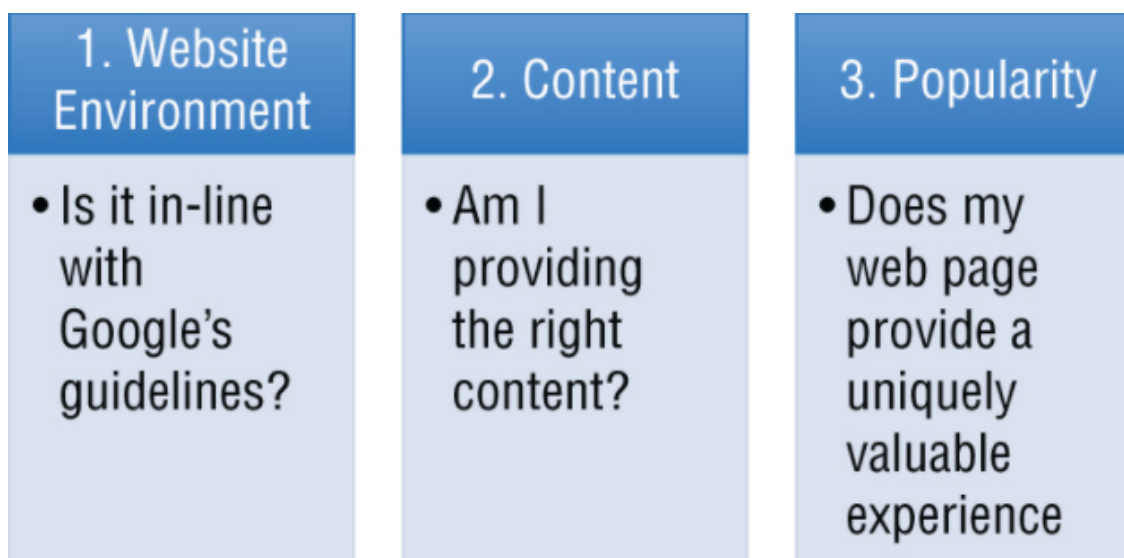 1. Website
Environment
• Is it in-line
with
Google’s
guidelines?
2. Content
• Am I
providing
the right
content?
3. Popularity
• Does my
web page
provide a
uniquely
valuable
experience